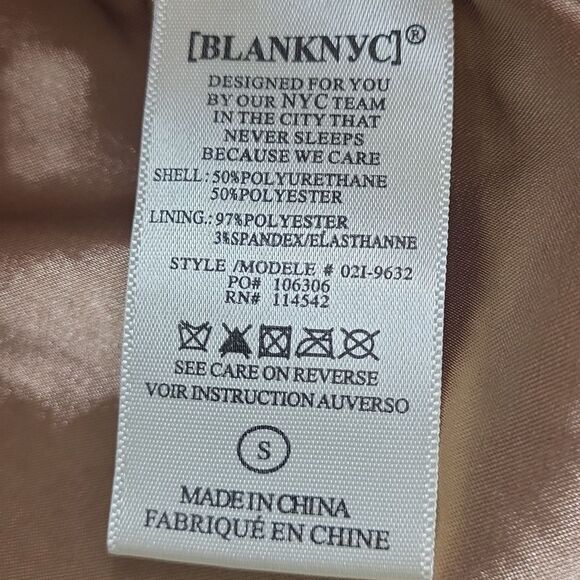 [BLANKNYC]®
DESIGNED FOR YOU
BY OUR NYC TEAM
IN THE CITY THAT
NEVER SLEEPS
BECAUSE WE CARE
SHELL: 50%POLYURETHANE
50%POLYESTER
LINING.: 97%POLYESTER
3%SPANDEX/ELASTHANNE
STYLE /MODELE # 02I-9632
PO# 106306
RN# 114542
SEE CARE ON REVERSE
VOIR INSTRUCTION AUVERSO
S
MADE IN CHINA
FABRIQUÉ EN CHINE